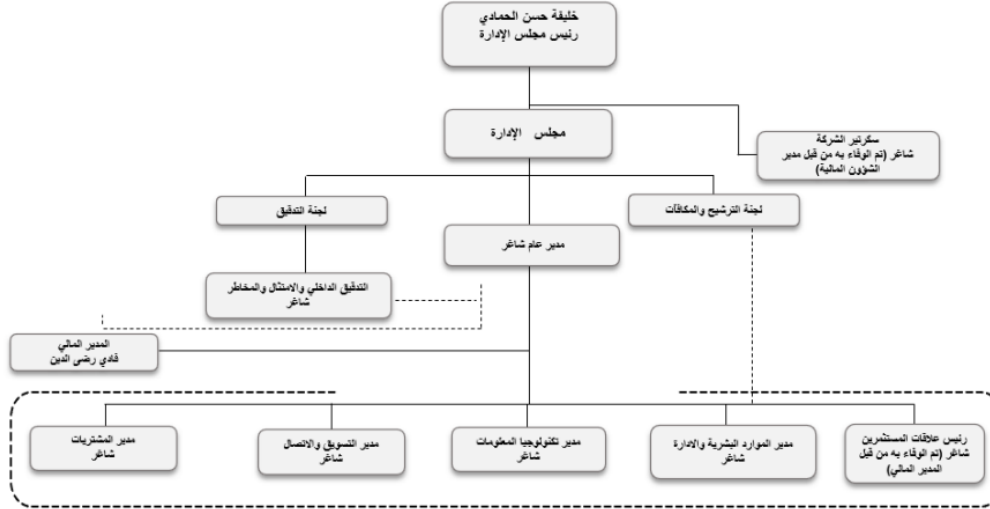 خليفة حسن الحمادي
رئيس مجلس الإدارة
مجلس الإدارة
سكرتير الشركة
شاغر (تم الوفاء به من قبل مدير
الشؤون المالية)
لجنة الترشيح والمكافآت
لجنة التدقيق
مدير عام شاغر
التدقيق الداخلي والامتثال والمخاطر
شاغر
المدير المالي
فادي رضى الدين
رئيس علاقات المستثمرين
شاغر (تم الوفاء به من قبل
المدير المالي)
مدير الموارد البشرية والادارة
شاغر
مدير تكنولوجيا المعلومات
شاغر
مدير التسويق والاتصال
شاغر
مدير المشتريات
شاغر